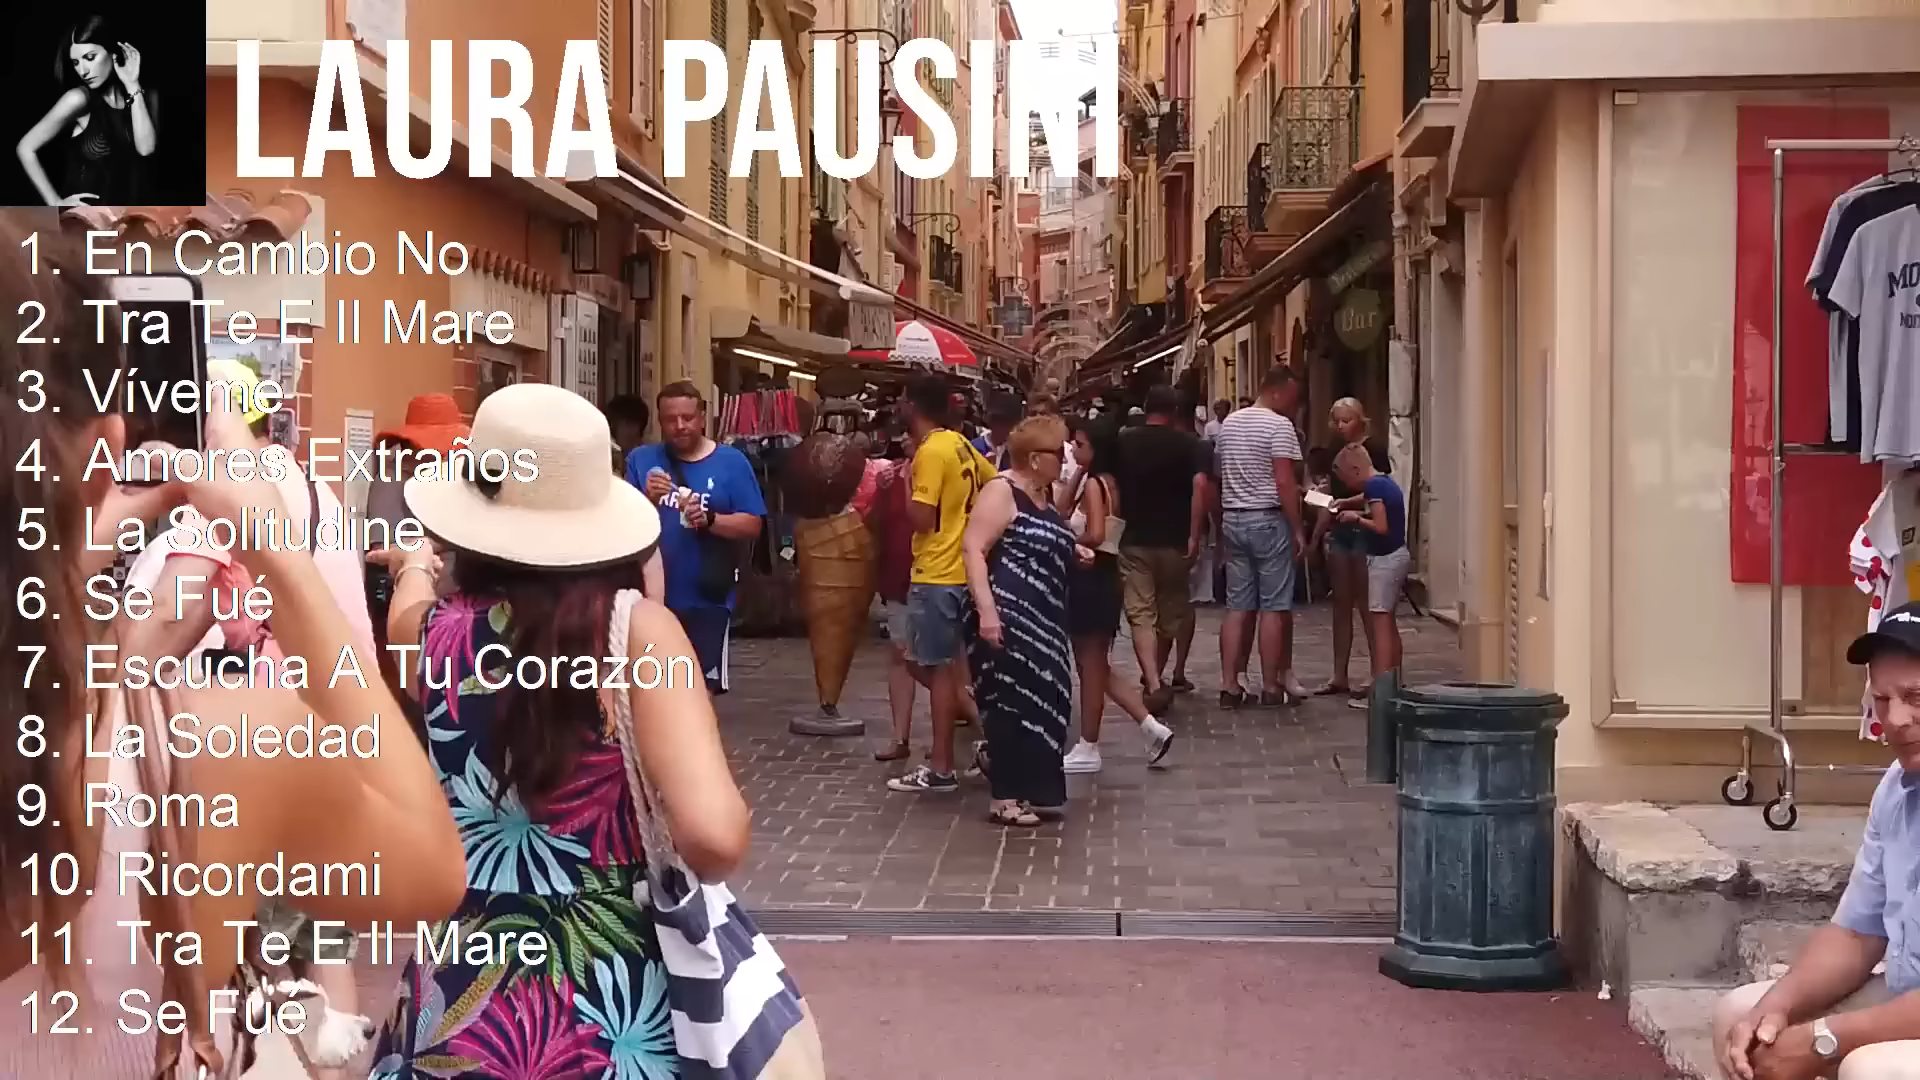 LAURA PAUSINI
1. En Cambio No
2. Tra Te E Il Mare
3. Víveme
4. Amores Extraños
5. La Solitudine
6. Se Fué
7. Escucha A Tu Corazón
8. La Soledad
9. Roma
10. Ricordami
11. Tra Te E Il Mare
12. Se Fué
Bar